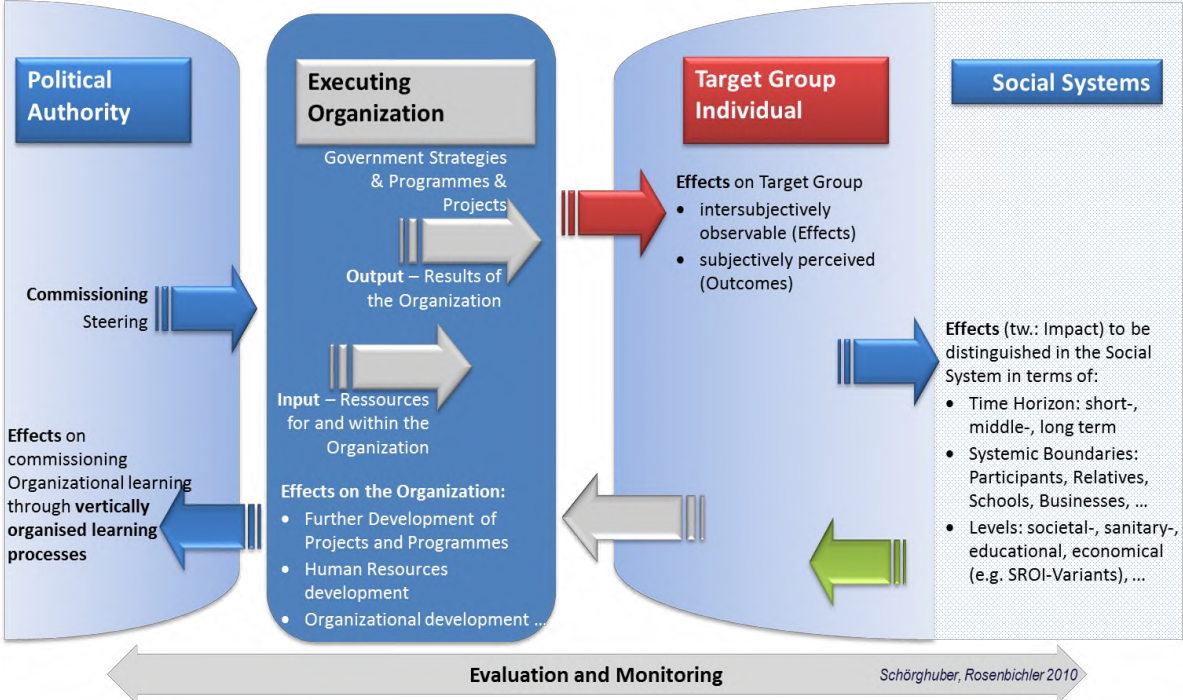 Political
Authority
Commissioning
Steering
Effects on
commissioning
Organizational learning
through vertically
organised learning
processes
Executing
Organization
Government Strategies
& Programmes &
Projects
Output – Results of
the Organization
Input – Ressources
for and within the
Organization
Effects on the Organization:
• Further Development of
Projects and Programmes
• Human Resources
development
• Organizational development ...
Target Group
Individual
Effects on Target Group
• intersubjectively
observable (Effects)
• subjectively perceived
(Outcomes)
Social Systems
Effects (tw.: Impact) to be
distinguished in the Social
System in terms of:
• Time Horizon: short-,
middle-, long term
• Systemic Boundaries:
Participants, Relatives,
Schools, Businesses, ...
• Levels: societal-, sanitary-,
educational, economical
(e.g. SROI-Variants), ...
Evaluation and Monitoring
Schörghuber, Rosenbichler 2010